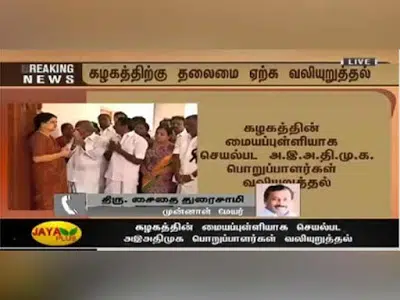 BREAKING
NEWS
கழகத்திற்கு தலைமை ஏற்க வலியுறுத்தல்
LIVE
கழகத்தின்
மையப்புள்ளியாக
செயல்பட அ.இ.அ.தி.மு.க.
பொறுப்பாளர்கள்
வலியுறுத்தல்
திரு. சைதை துரைசாமி
முன்னாள் மேயர்
JAYA
PLUS
கழகத்தின் மையப்புள்ளியாக செயல்பட
அஇஅதிமுக பொறுப்பாளர்கள் வலியுறுத்தல்